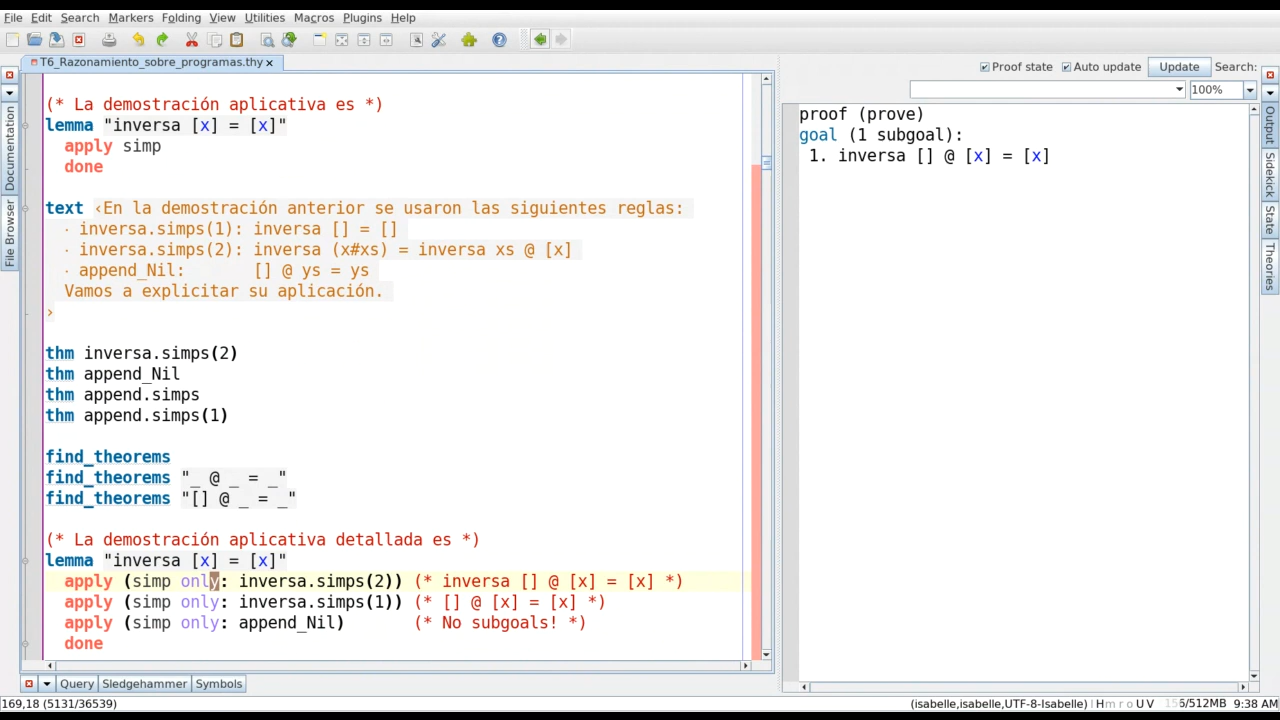 File Edit Search Markers Folding View Utilities Macros Plugins Help
T6_Razonamiento_sobre_programas.thy
Proof state Auto update Update Search:
100%
(* La demostración aplicativa es *)
lemma "inversa [x] = [x]"
apply simp
done
text ‹En la demostración anterior se usaron las siguientes reglas:
· inversa.simps(1): inversa [] = []
· inversa.simps(2): inversa (x#xs) = inversa xs @ [x]
· append_Nil: [] @ ys = ys
Vamos a explicitar su aplicación.
›
thm inversa.simps(2)
thm append_Nil
thm append.simps
thm append.simps(1)
find_theorems
find_theorems "_ @ _ = _"
find_theorems "[] @ _ = _"
(* La demostración aplicativa detallada es *)
lemma "inversa [x] = [x]"
apply (simp only: inversa.simps(2)) (* inversa [] @ [x] = [x] *)
apply (simp only: inversa.simps(1)) (* [] @ [x] = [x] *)
apply (simp only: append_Nil) (* No subgoals! *)
done
proof (prove)
goal (1 subgoal):
1. inversa [] @ [x] = [x]
Documentation
File Browser
Output
Sidekick
State
Theories
Query Sledgehammer Symbols
169,18 (5131/36539)
(isabelle,isabelle,UTF-8-Isabelle) | H m r o U V 156/512MB 9:38 AM